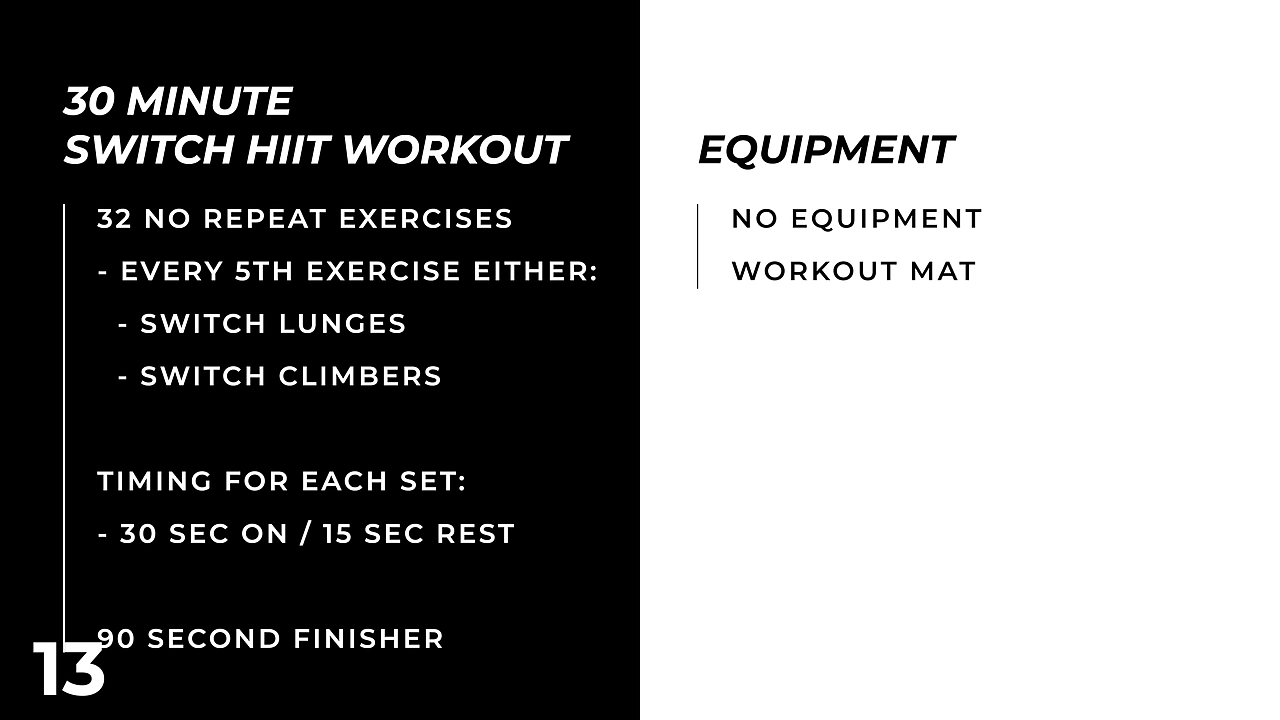 30 MINUTE
SWITCH HIIT WORKOUT
32 NO REPEAT EXERCISES
- EVERY 5TH EXERCISE EITHER:
- SWITCH LUNGES
- SWITCH CLIMBERS
TIMING FOR EACH SET:
- 30 SEC ON / 15 SEC REST
90 SECOND FINISHER
13
EQUIPMENT
NO EQUIPMENT
WORKOUT MAT